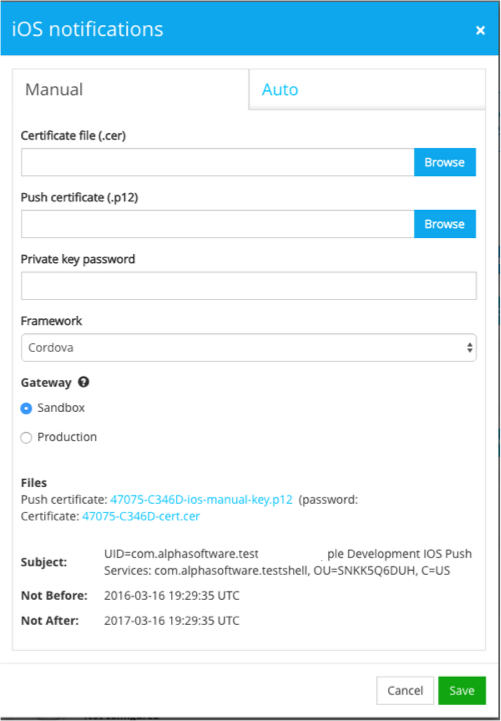 iOS notifications ×
Manual Auto
Certificate file (.cer)
Browse
Push certificate (.p12)
Browse
Private key password
Framework
Cordova
Gateway ?
Sandbox
Production
Files
Push certificate: 47075-C346D-ios-manual-key.p12 (password:
Certificate: 47075-C346D-cert.cer
UID=com.alphasoftware.test ple Development IOS Push
Subject: Services: com.alphasoftware.testshell, OU=SNKK5Q6DUH, C=US
Not Before: 2016-03-16 19:29:35 UTC
Not After: 2017-03-16 19:29:35 UTC
Cancel Save